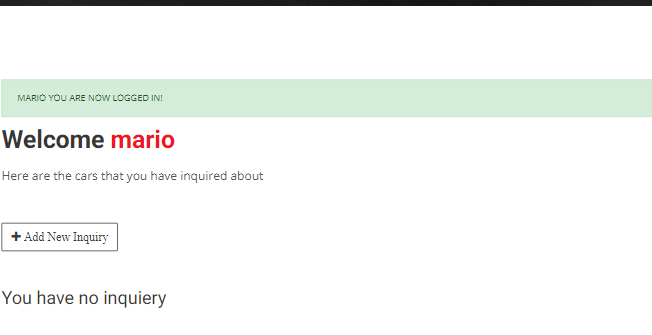 MARIO YOU ARE NOW LOGGED IN!
Welcome mario
Here are the cars that you have inquired about
Add New Inquiry
You have no inquiery